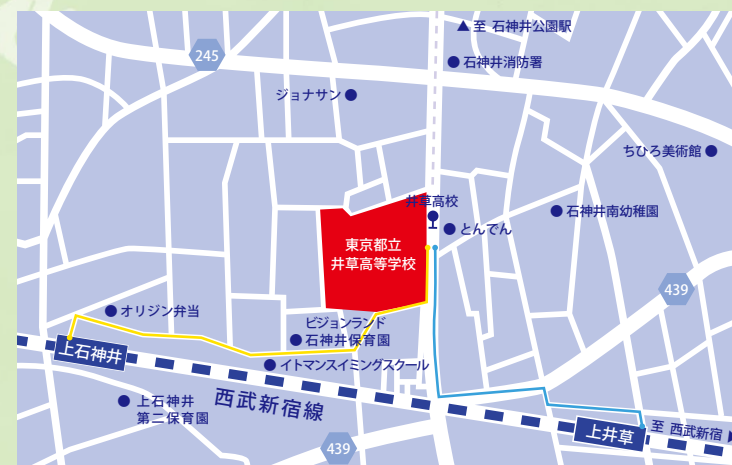 ▲ 至 石神井公園駅
245
石神井消防署
ジョナサン
ちひろ美術館
井草高校
石神井南幼稚園
とんでん
東京都立
井草高等学校
439
オリジン弁当
ビジョンランド
石神井保育園
上石神井
イトマンスイミングスクール
上石神井
第二保育園
西武新宿線
上井草
至 西武新宿 ▶
439